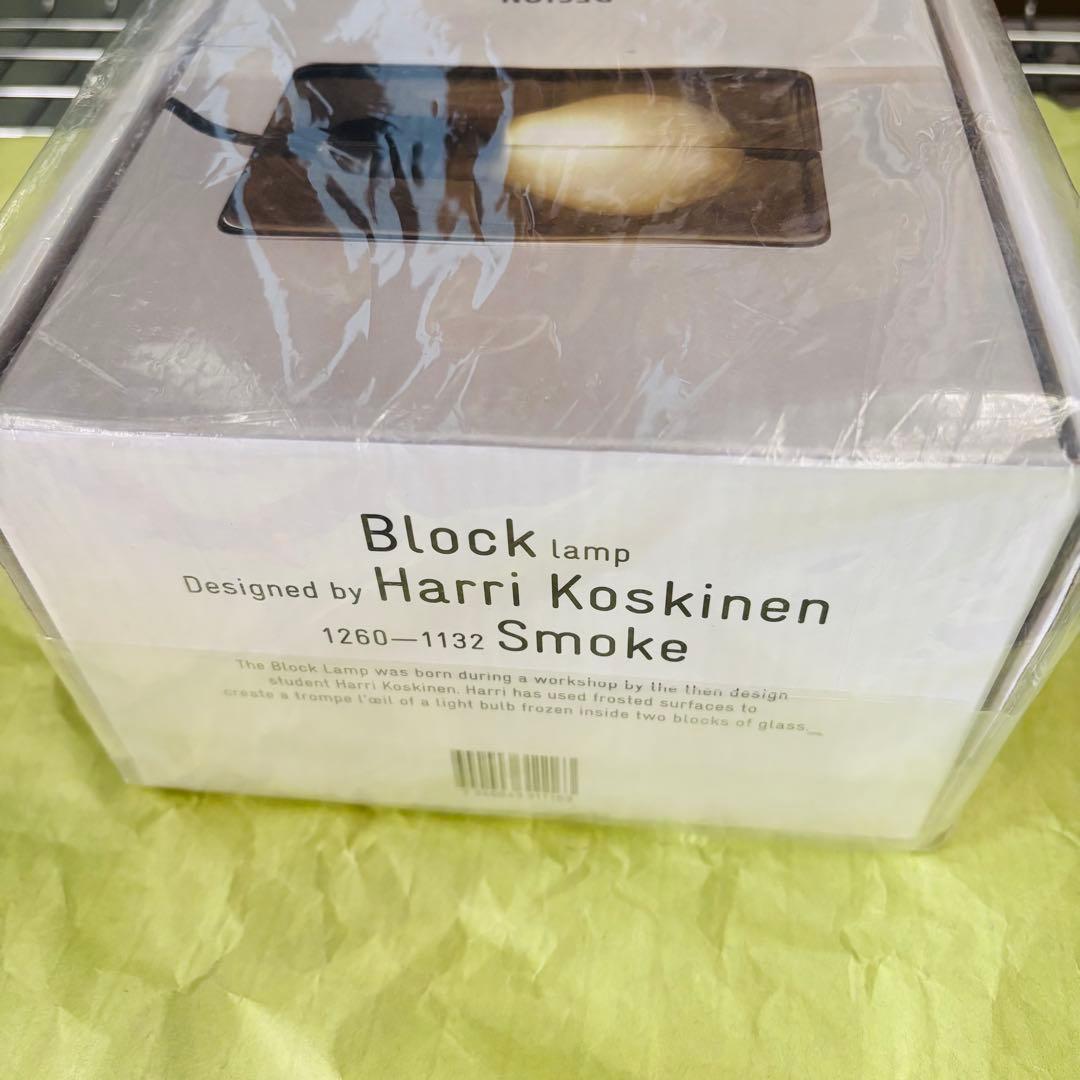 DESIGN
Block lamp
Designed by Harri Koskinen
1260—1132 Smoke
The Block Lamp was born during a workshop by the then design
student Harri Koskinen. Harri has used frosted surfaces to
create a trompe l'œil of a light bulb frozen inside two blocks of glass.